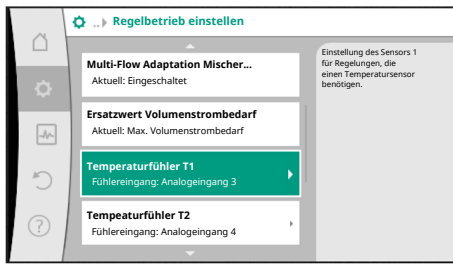 .. Regelbetrieb einstellen
Multi-Flow Adaptation Mischer...
Aktuell: Eingeschaltet
Ersatzwert Volumenstrombedarf
Aktuell: Max. Volumenstrombedarf
Temperaturfühler T1
Fühlereingang: Analogeingang 3
Tempeaturfühler T2
Fühlereingang: Analogeingang 4
Einstellung des Sensors 1
für Regelungen, die
einen Temperatursensor
benötigen.
?